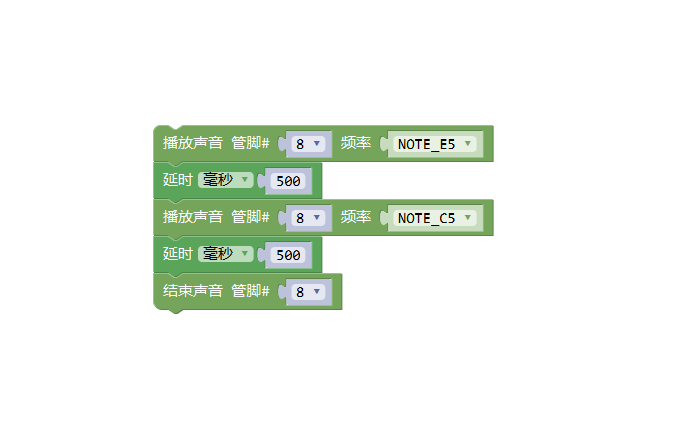 播放声音 管脚# 8 频率 NOTE_E5
延时 毫秒 500
播放声音 管脚# 8 频率 NOTE_C5
延时 毫秒 500
结束声音 管脚# 8